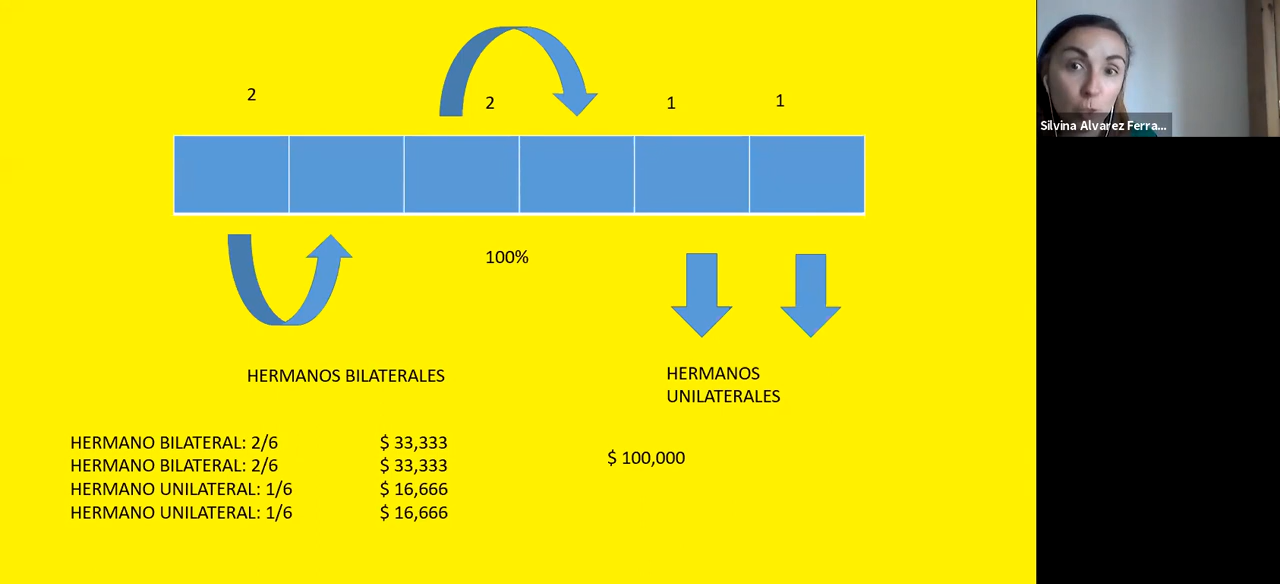 2
2
1
1
Silvina Alvarez Ferra...
100%
HERMANOS BILATERALES
HERMANOS
UNILATERALES
HERMANO BILATERAL: 2/6 $ 33,333
HERMANO BILATERAL: 2/6 $ 33,333
$ 100,000
HERMANO UNILATERAL: 1/6 $ 16,666
HERMANO UNILATERAL: 1/6 $ 16,666